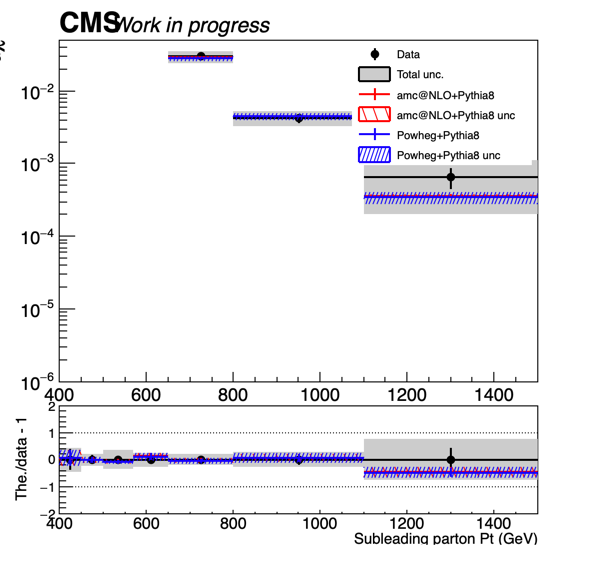 CMS Work in progress
Data
Total unc.
amc@NLO+Pythia8
amc@NLO+Pythia8 unc
Powheg+Pythia8
Powheg+Pythia8 unc
10−2
10−3
10−4
10−5
10−6
400 600 800 1000 1200 1400
The./data - 1
2
1
0
−1
−2
400 600 800 1000 1200 1400
Subleading parton Pt (GeV)